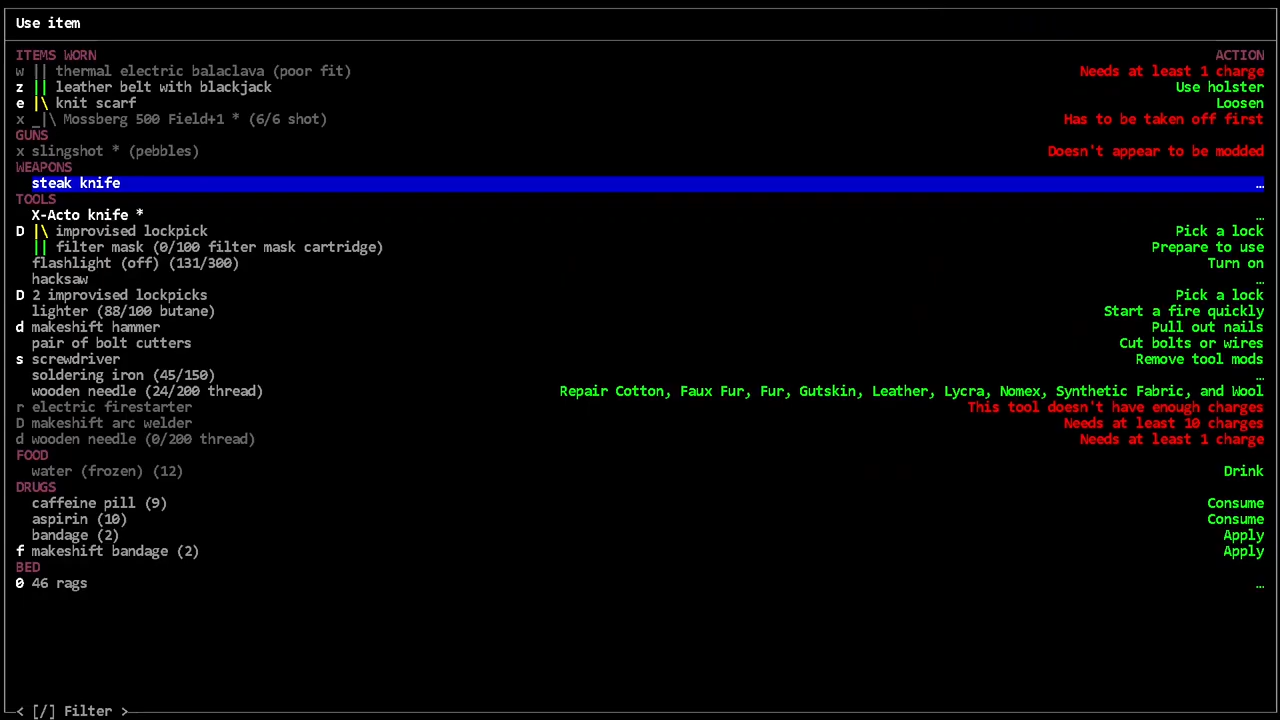 Use item
ITEMS WORN ACTION
w || thermal electric balaclava (poor fit) Needs at least 1 charge
z || leather belt with blackjack Use holster
e |\ knit scarf Loosen
x _|\ Mossberg 500 Field+1 * (6/6 shot) Has to be taken off first
GUNS
x slingshot * (pebbles) Doesn't appear to be modded
WEAPONS
steak knife …
TOOLS
X-Acto knife * …
D |\ improvised lockpick Pick a lock
|| filter mask (0/100 filter mask cartridge) Prepare to use
flashlight (off) (131/300) Turn on
hacksaw …
D 2 improvised lockpicks Pick a lock
lighter (88/100 butane) Start a fire quickly
d makeshift hammer Pull out nails
pair of bolt cutters Cut bolts or wires
s screwdriver Remove tool mods
soldering iron (45/150) …
wooden needle (24/200 thread) Repair Cotton, Faux Fur, Fur, Gutskin, Leather, Lycra, Nomex, Synthetic Fabric, and Wool
r electric firestarter This tool doesn't have enough charges
D makeshift arc welder Needs at least 10 charges
d wooden needle (0/200 thread) Needs at least 1 charge
FOOD
water (frozen) (12) Drink
DRUGS
caffeine pill (9) Consume
aspirin (10) Consume
bandage (2) Apply
f makeshift bandage (2) Apply
BED
0 46 rags …
< [/] Filter >